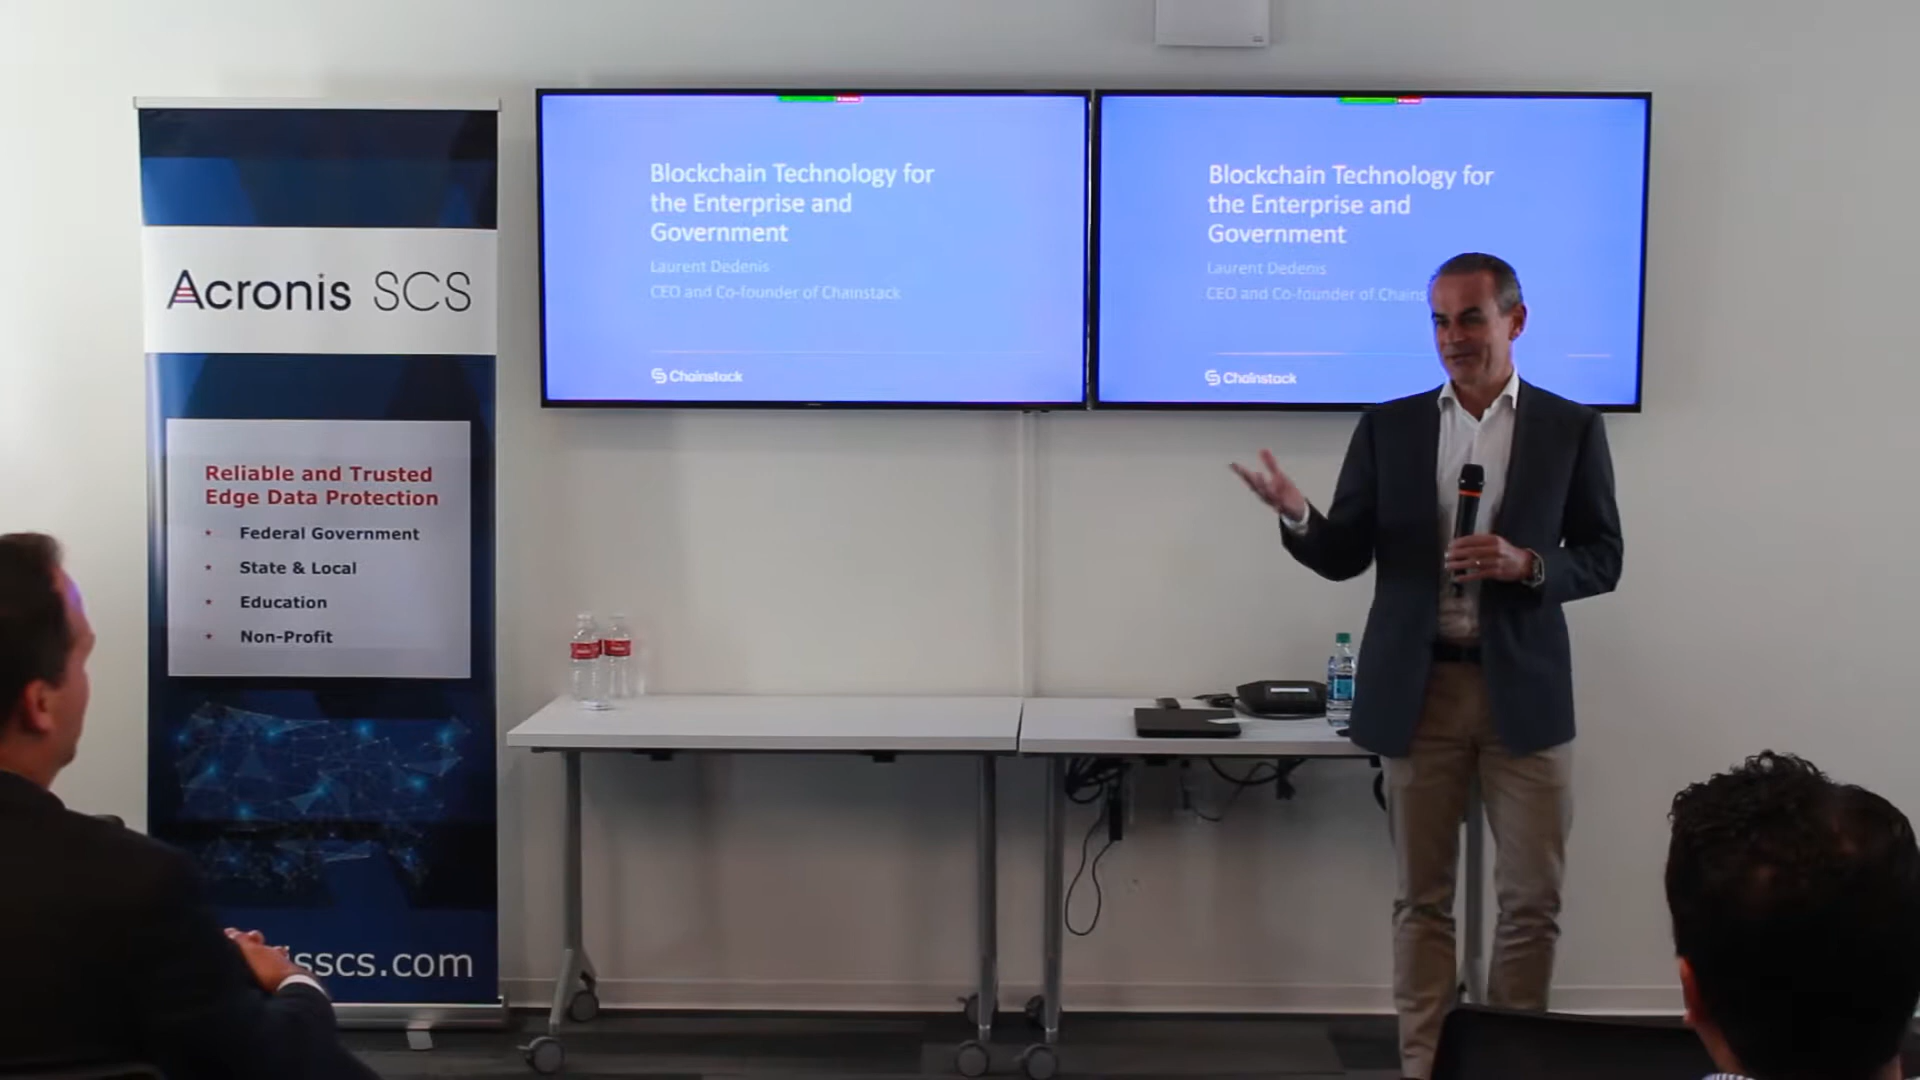 Acronis SCS
Reliable and Trusted
Edge Data Protection
Federal Government
State & Local
Education
Non-Profit
sscs.com
Blockchain Technology for
the Enterprise and
Government
Laurent Dedenis
CEO and Co-founder of Chainstack
Chainstack
Blockchain Technology for
the Enterprise and
Government
Laurent Dedenis
CEO and Co-founder of Chains
Chainstack